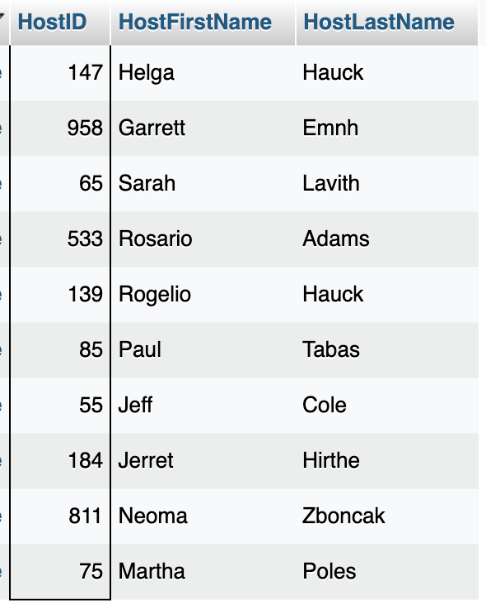 HostID HostFirstName HostLastName
147 Helga Hauck
958 Garrett Emnh
65 Sarah Lavith
533 Rosario Adams
139 Rogelio Hauck
85 Paul Tabas
55 Jeff Cole
184 Jerret Hirthe
811 Neoma Zboncak
75 Martha Poles